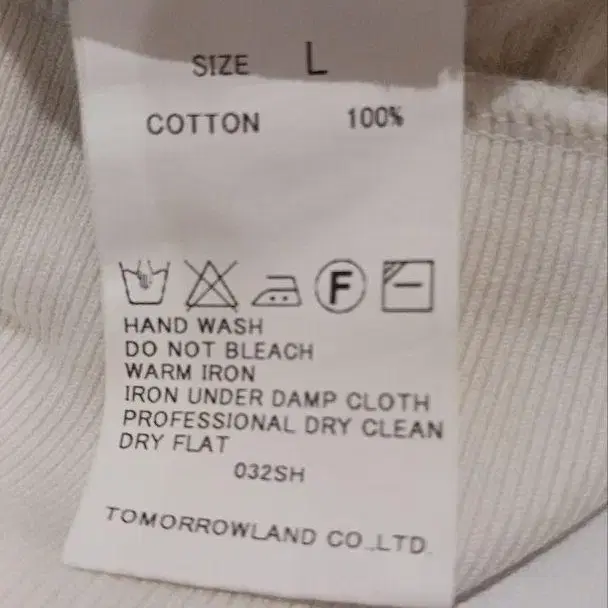 SIZE L
COTTON 100%
F
HAND WASH
DO NOT BLEACH
WARM IRON
IRON UNDER DAMP CLOTH
PROFESSIONAL DRY CLEAN
DRY FLAT
032SH
TOMORROWLAND CO.,LTD.